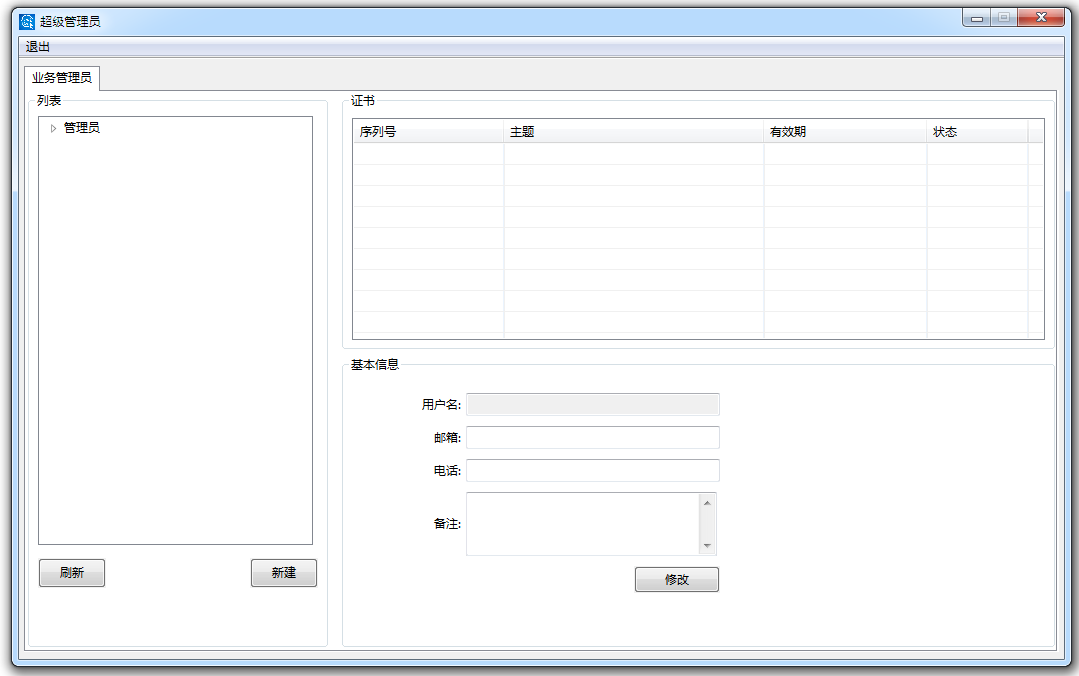 超级管理员
退出
业务管理员
列表
管理员
刷新
新建
证书
序列号 主题 有效期 状态
基本信息
用户名:
邮箱:
电话:
备注:
修改